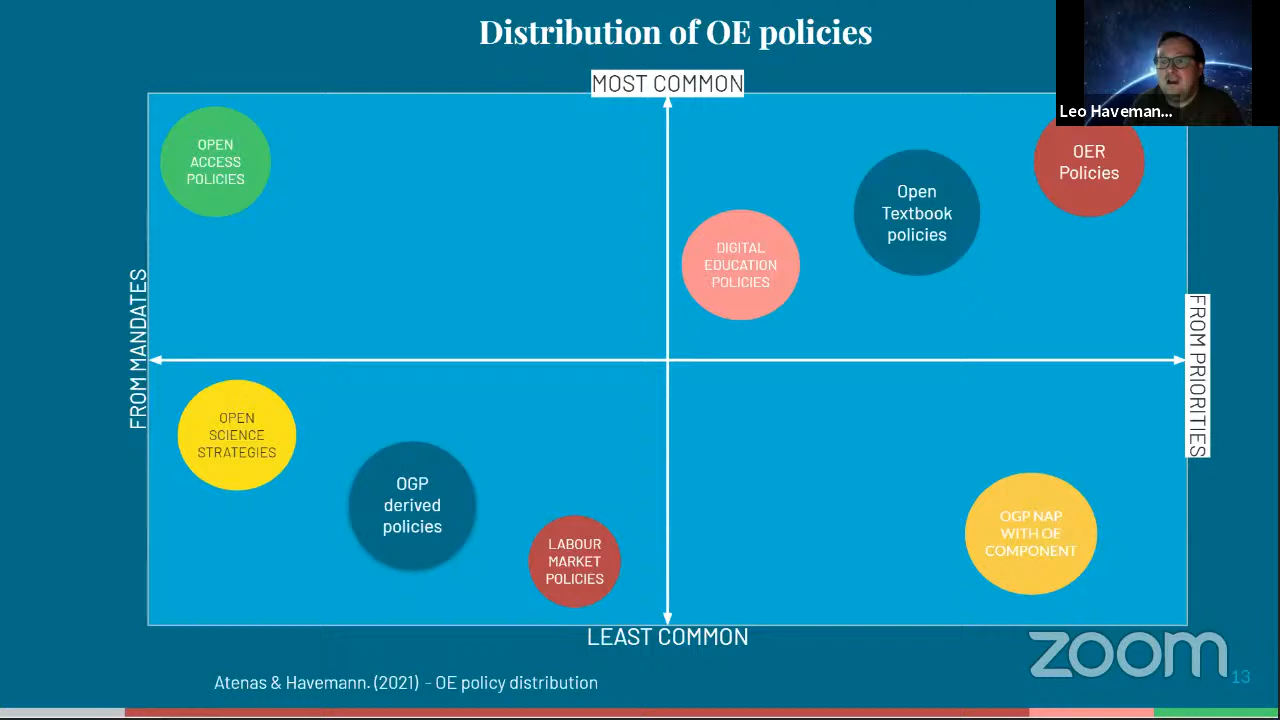 Distribution of OE policies
MOST COMMON
Leo Haveman...
OPEN
ACCESS
POLICIES
OER
Policies
Open
Textbook
policies
DIGITAL
EDUCATION
POLICIES
FROM MANDATES
FROM PRIORITIES
OPEN
SCIENCE
STRATEGIES
OGP
derived
policies
LABOUR
MARKET
POLICIES
OGP NAP
WITH OE
COMPONENT
LEAST COMMON
zoom
Atenas & Havemann. (2021) - OE policy distribution
13